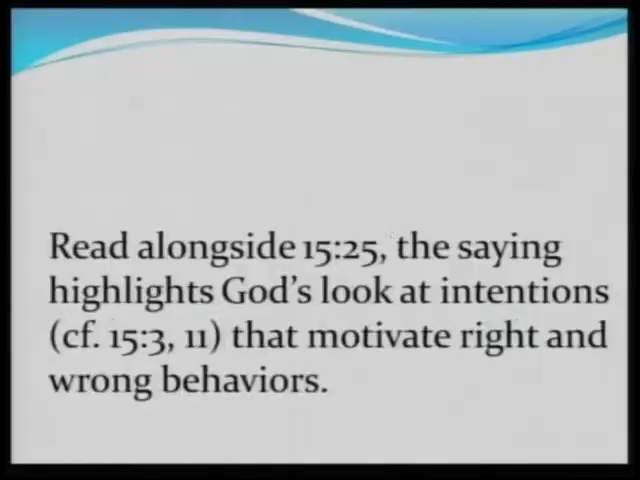 Read alongside 15:25, the saying
highlights God's look at intentions
(cf. 15:3, 11) that motivate right and
wrong behaviors.